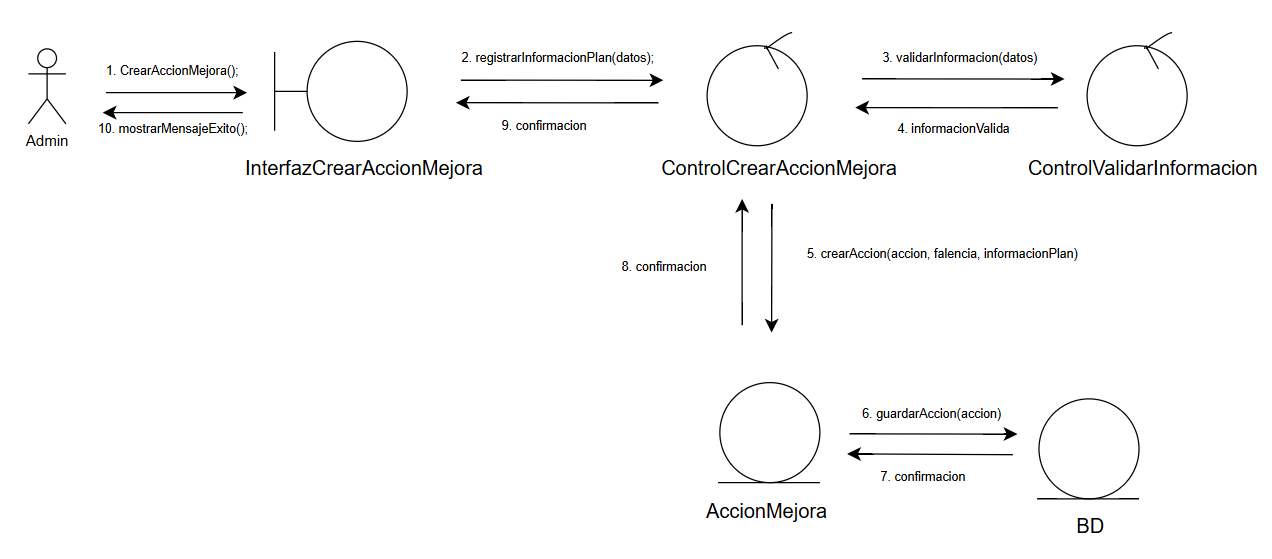 1. CrearAccionMejora();
10. mostrarMensajeExito();
Admin
InterfazCrearAccionMejora
2. registrarInformacionPlan(datos);
9. confirmacion
ControlCrearAccionMejora
3. validarInformacion(datos)
4. informacionValida
ControlValidarInformacion
8. confirmacion
5. crearAccion(accion, falencia, informacionPlan)
6. guardarAccion(accion)
7. confirmacion
AccionMejora
BD